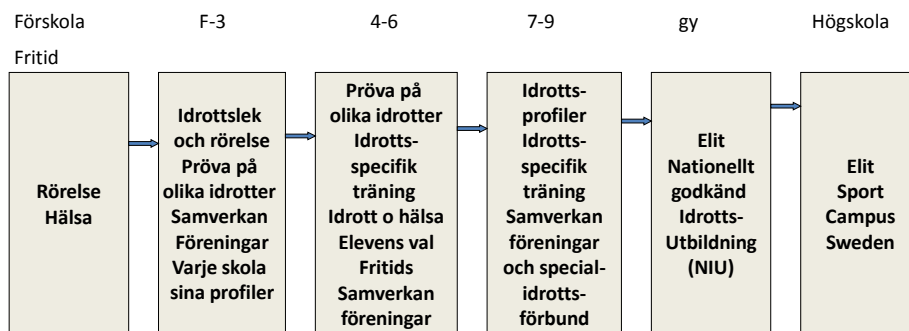 Förskola F-3 4-6 7-9 gy Högskola
Fritid
Rörelse
Hälsa
Idrottslek
och rörelse
Pröva på
olika idrotter
Samverkan
Föreningar
Varje skola
sina profiler
Pröva på
olika idrotter
Idrotts-
specifik
träning
Idrott o hälsa
Elevens val
Fritids
Samverkan
föreningar
Idrotts-
profiler
Idrotts-
specifik
träning
Samverkan
föreningar
och special-
idrotts-
förbund
Elit
Nationellt
godkänd
Idrotts-
Utbildning
(NIU)
Elit
Sport
Campus
Sweden